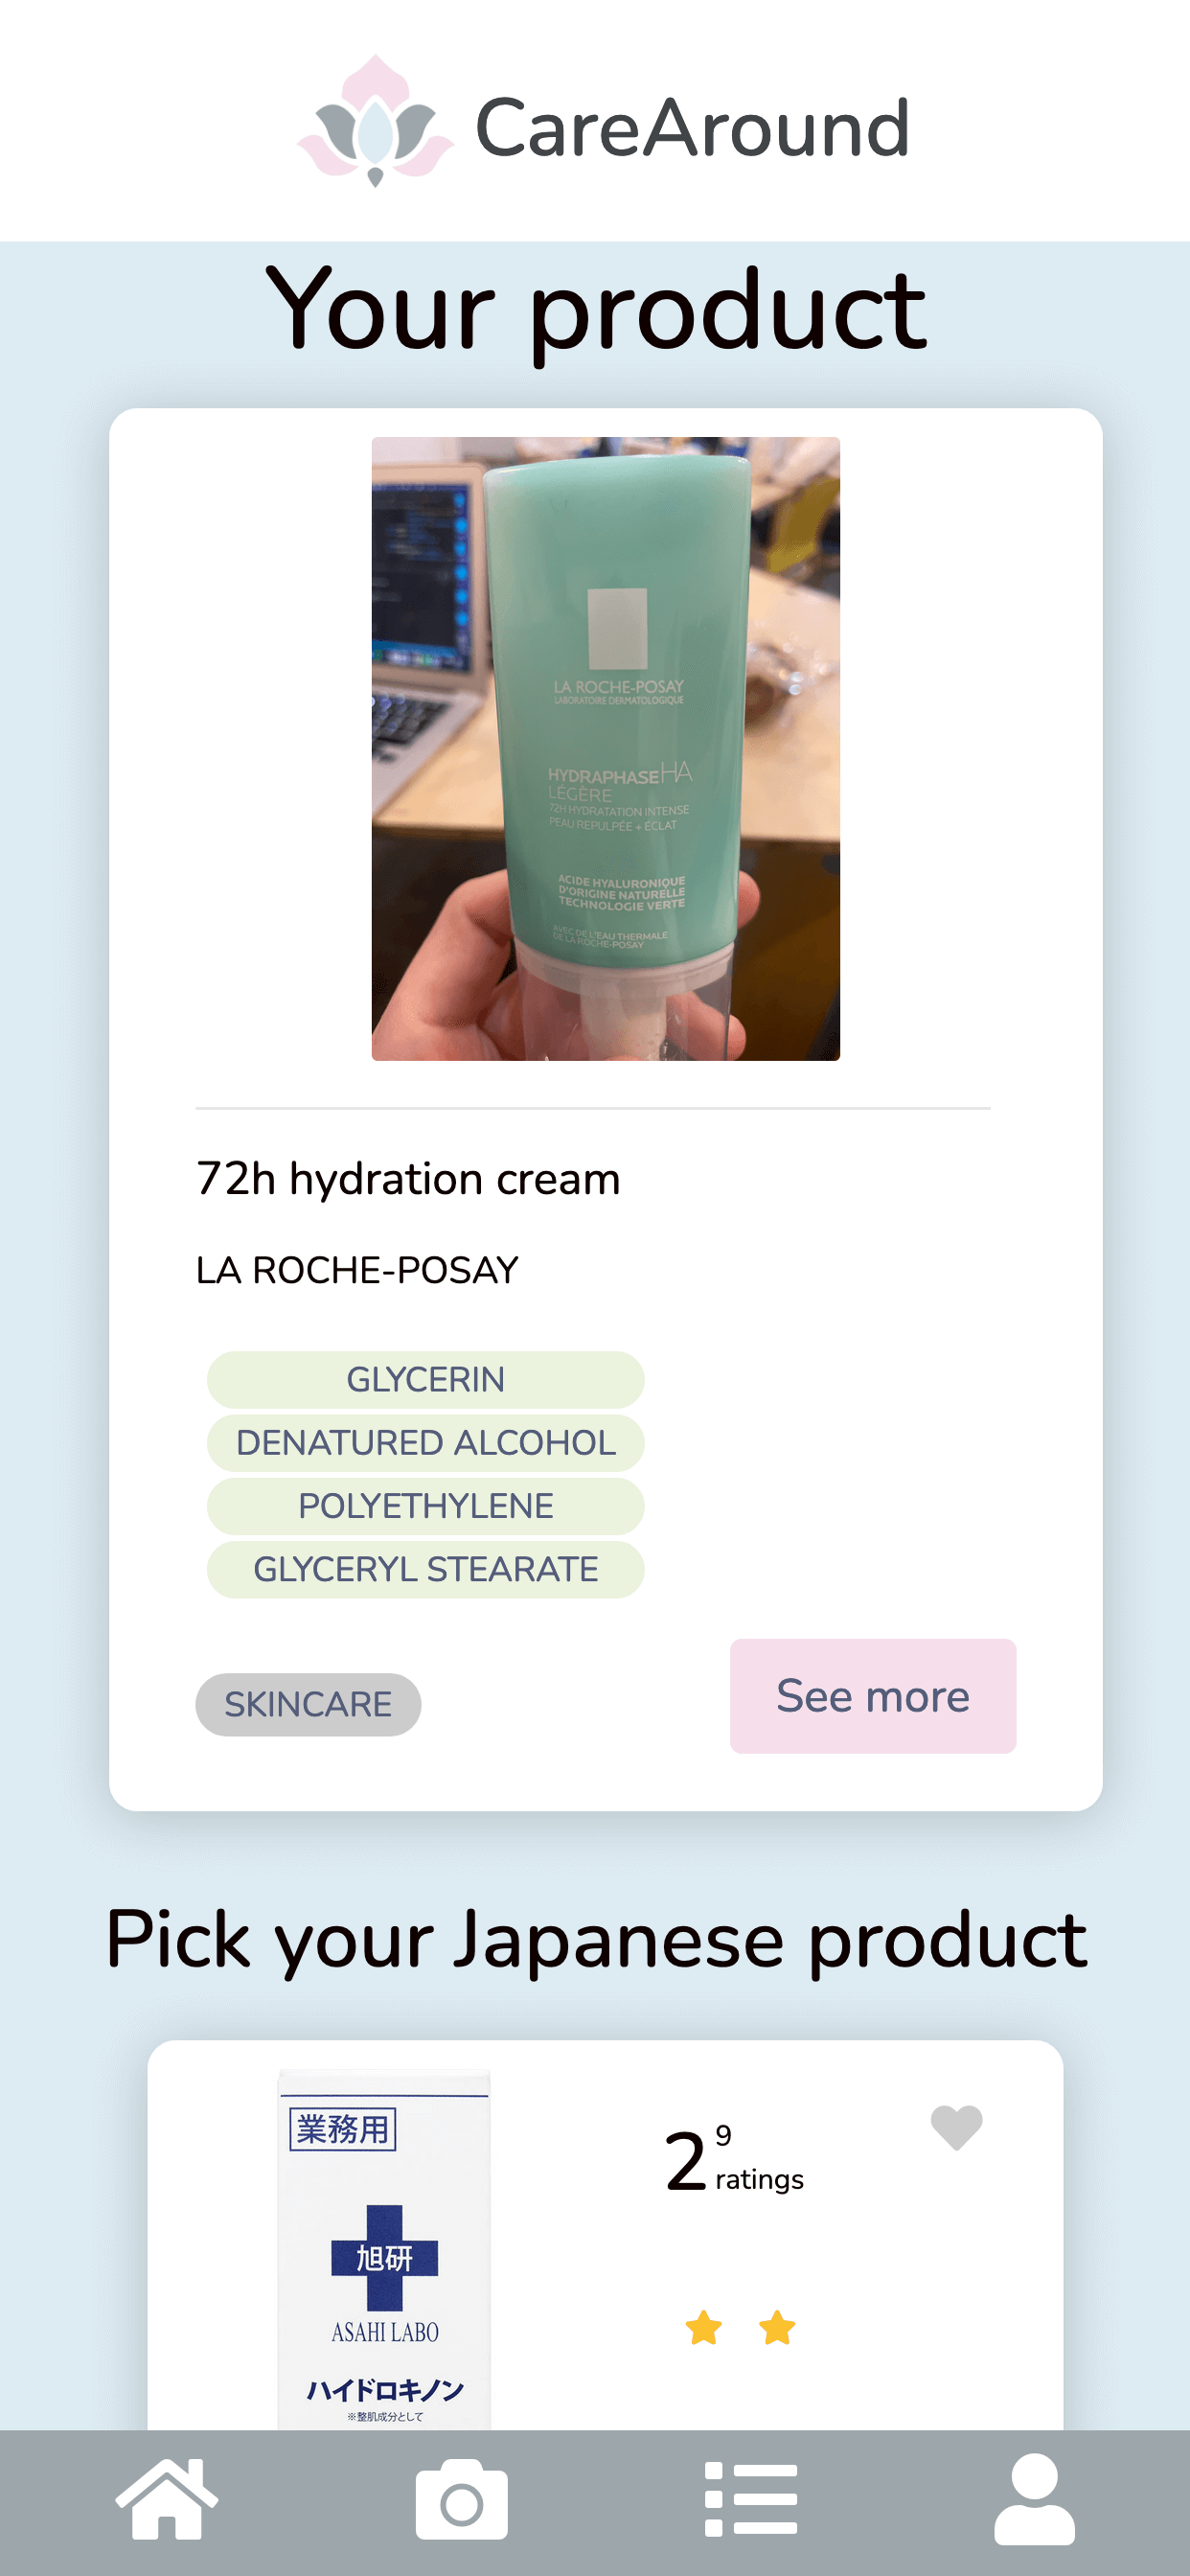 CareAround
Your product
LA ROCHE-POSAY
LABORATOIRE DERMATOLOGIQUE
HYDRAPHASE HA
LÉGÈRE
72H HYDRATATION INTENSE
PEAU REPULPÉE + ÉCLAT
ACIDE HYALURONIQUE
D'ORIGINE NATURELLE
TECHNOLOGIE VERTE
AVEC DE L'EAU THERMALE
DE LA ROCHE-POSAY
72h hydration cream
LA ROCHE-POSAY
GLYCERIN
DENATURED ALCOHOL
POLYETHYLENE
GLYCERYL STEARATE
SKINCARE
See more
Pick your Japanese product
業務用
旭研
ASAHI LABO
ハイドロキノン
※整肌成分として
2 9
ratings